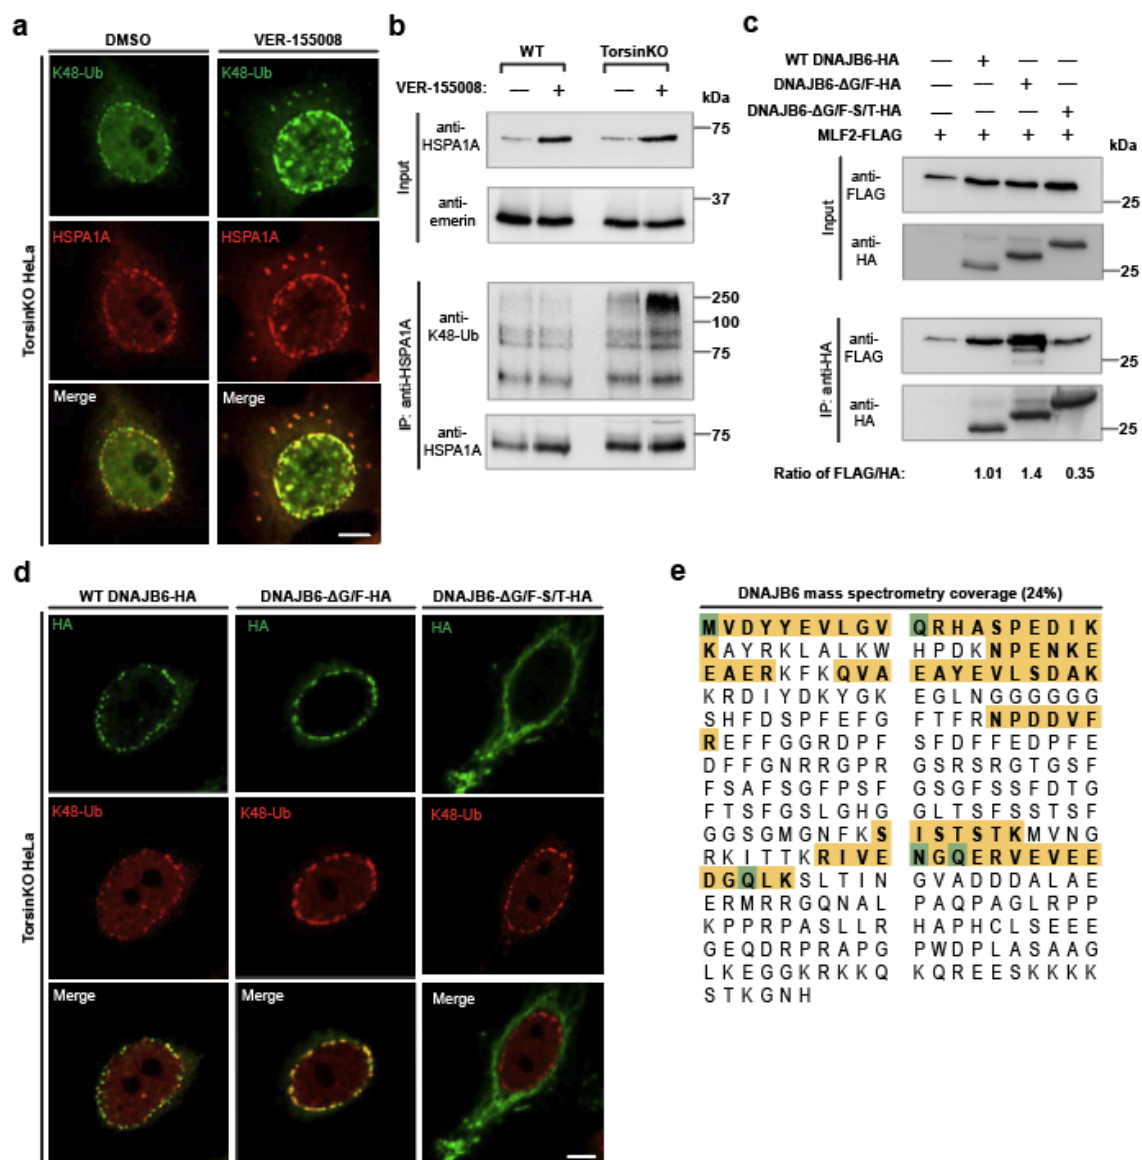 a
DMSO
VER-155008
K48-Ub
K48-Ub
HSPA1A
HSPA1A
Merge
Merge
TorsinKO HeLa
b
WT
TorsinKO
VER-155008:
— + — +
kDa
Input
anti-
HSPA1A
75
anti-
emerin
37
IP: anti-HSPA1A
anti-
K48-Ub
250
100
75
anti-
HSPA1A
75
c
WT DNAJB6-HA — + — —
DNAJB6-ΔG/F-HA — — + —
DNAJB6-ΔG/F-S/T-HA — — — +
MLF2-FLAG + + + +
kDa
Input
anti-
FLAG
25
anti-
HA
25
IP: anti-HA
anti-
FLAG
25
anti-
HA
25
Ratio of FLAG/HA: 1.01 1.4 0.35
d
WT DNAJB6-HA
DNAJB6-ΔG/F-HA
DNAJB6-ΔG/F-S/T-HA
HA
HA
HA
K48-Ub
K48-Ub
K48-Ub
Merge
Merge
Merge
TorsinKO HeLa
e
DNAJB6 mass spectrometry coverage (24%)
M V D Y Y E V L G V Q R H A S P E D I K
K A Y R K L A L K W H P D K N P E N K E
E A E R K F K Q V A E A Y E V L S D A K
K R D I Y D K Y G K E G L N G G G G G G
S H F D S P F E F G F T F R N P D D V F
R E F F G G R D P F S F D F F E D P F E
D F F G N R R G P R G S R S R G T G S F
F S A F S G F P S F G S G F S S F D T G
F T S F G S L G H G G L T S F S S T S F
G G S G M G N F K S I S T S T K M V N G
R K I T T K R I V E N G Q E R V E V E E
D G Q L K S L T I N G V A D D D A L A E
E R M R R G Q N A L P A Q P A G L R P P
K P P R P A S L L R H A P H C L S E E E
G E Q D R P R A P G P W D P L A S A A G
L K E G G K R K K Q K Q R E E S K K K K
S T K G N H